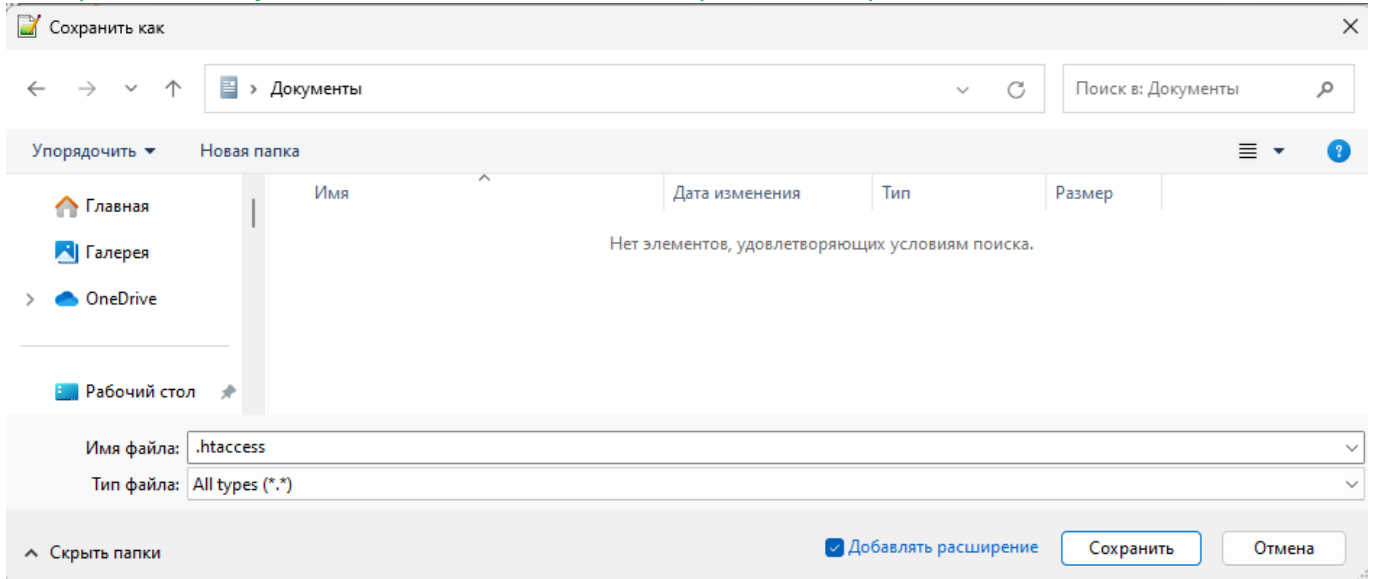 Сохранить как
Документы
Поиск в: Документы
Упорядочить
Новая папка
Имя
Дата изменения
Тип
Размер
Главная
Нет элементов, удовлетворяющих условиям поиска.
Галерея
OneDrive
Рабочий стол
Имя файла: .htaccess
Тип файла: All types (*.*)
Скрыть папки
Добавлять расширение
Сохранить
Отмена